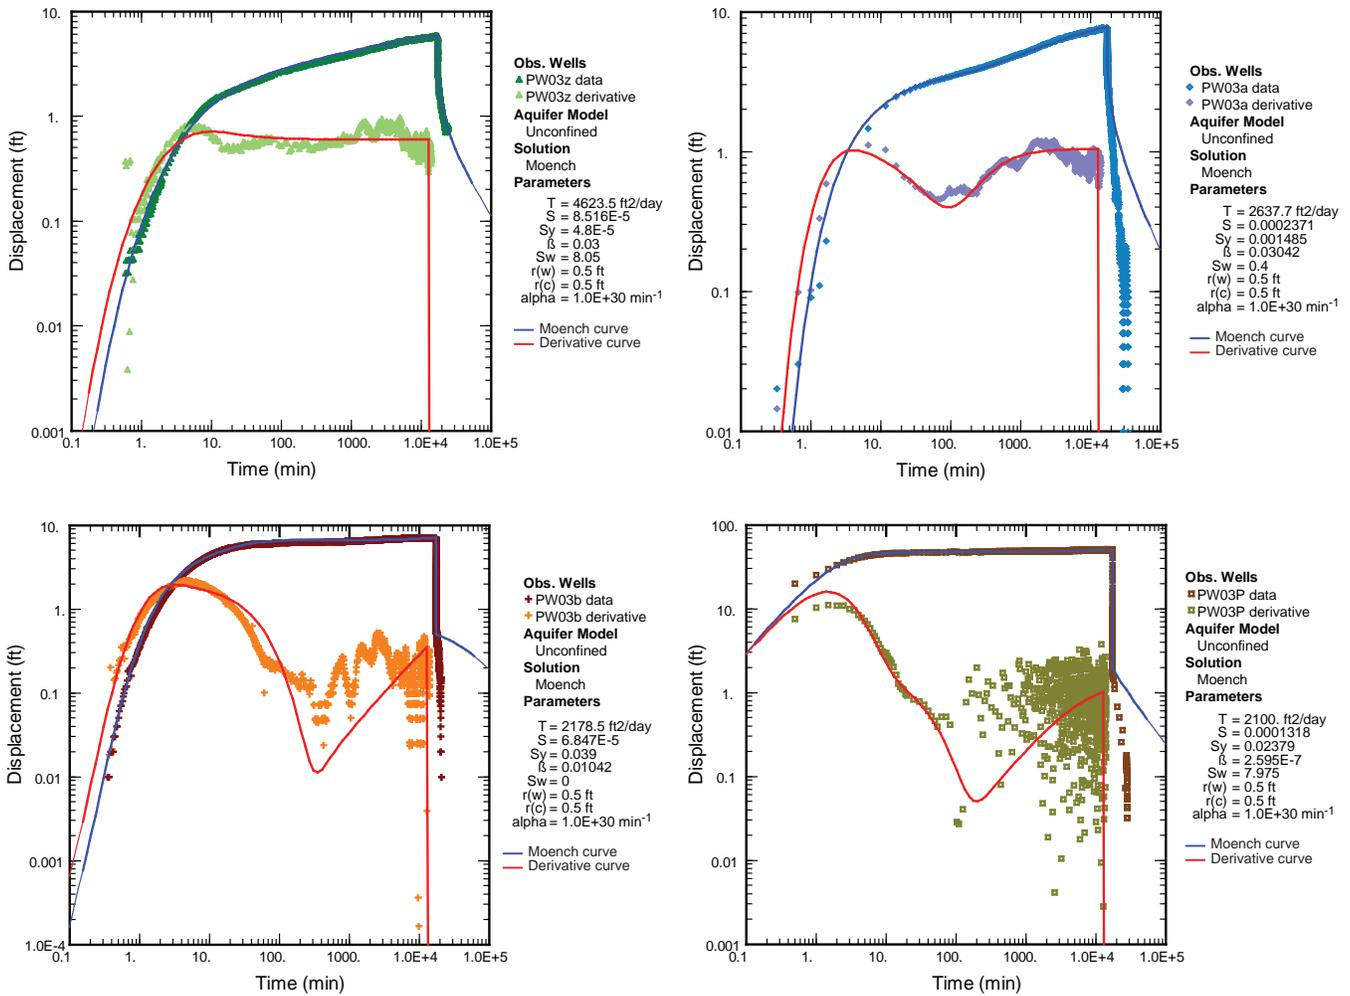 10.
1.
0.1
0.01
0.001
Displacement (ft)
0.1 1. 10. 100. 1000. 1.0E+4 1.0E+5
Time (min)
Obs. Wells
PW03z data
PW03z derivative
Aquifer Model
Unconfined
Solution
Moench
Parameters
T = 4623.5 ft2/day
S = 8.516E-5
Sy = 4.8E-5
ß = 0.03
Sw = 8.05
r(w) = 0.5 ft
r(c) = 0.5 ft
alpha = 1.0E+30 min-1
Moench curve
Derivative curve
10.
1.
0.1
0.01
Displacement (ft)
0.1 1. 10. 100. 1000. 1.0E+4 1.0E+5
Time (min)
Obs. Wells
PW03a data
PW03a derivative
Aquifer Model
Unconfined
Solution
Moench
Parameters
T = 2637.7 ft2/day
S = 0.0002371
Sy = 0.001485
ß = 0.03042
Sw = 0.4
r(w) = 0.5 ft
r(c) = 0.5 ft
alpha = 1.0E+30 min-1
Moench curve
Derivative curve
10.
1.
0.1
0.01
0.001
1.0E-4
Displacement (ft)
0.1 1. 10. 100. 1000. 1.0E+4 1.0E+5
Time (min)
Obs. Wells
PW03b data
PW03b derivative
Aquifer Model
Unconfined
Solution
Moench
Parameters
T = 2178.5 ft2/day
S = 6.847E-5
Sy = 0.039
ß = 0.01042
Sw = 0
r(w) = 0.5 ft
r(c) = 0.5 ft
alpha = 1.0E+30 min-1
Moench curve
Derivative curve
100.
10.
1.
0.1
0.01
0.001
Displacement (ft)
0.1 1. 10. 100. 1000. 1.0E+4 1.0E+5
Time (min)
Obs. Wells
PW03P data
PW03P derivative
Aquifer Model
Unconfined
Solution
Moench
Parameters
T = 2100. ft2/day
S = 0.0001318
Sy = 0.02379
ß = 2.595E-7
Sw = 7.975
r(w) = 0.5 ft
r(c) = 0.5 ft
alpha = 1.0E+30 min-1
Moench curve
Derivative curve